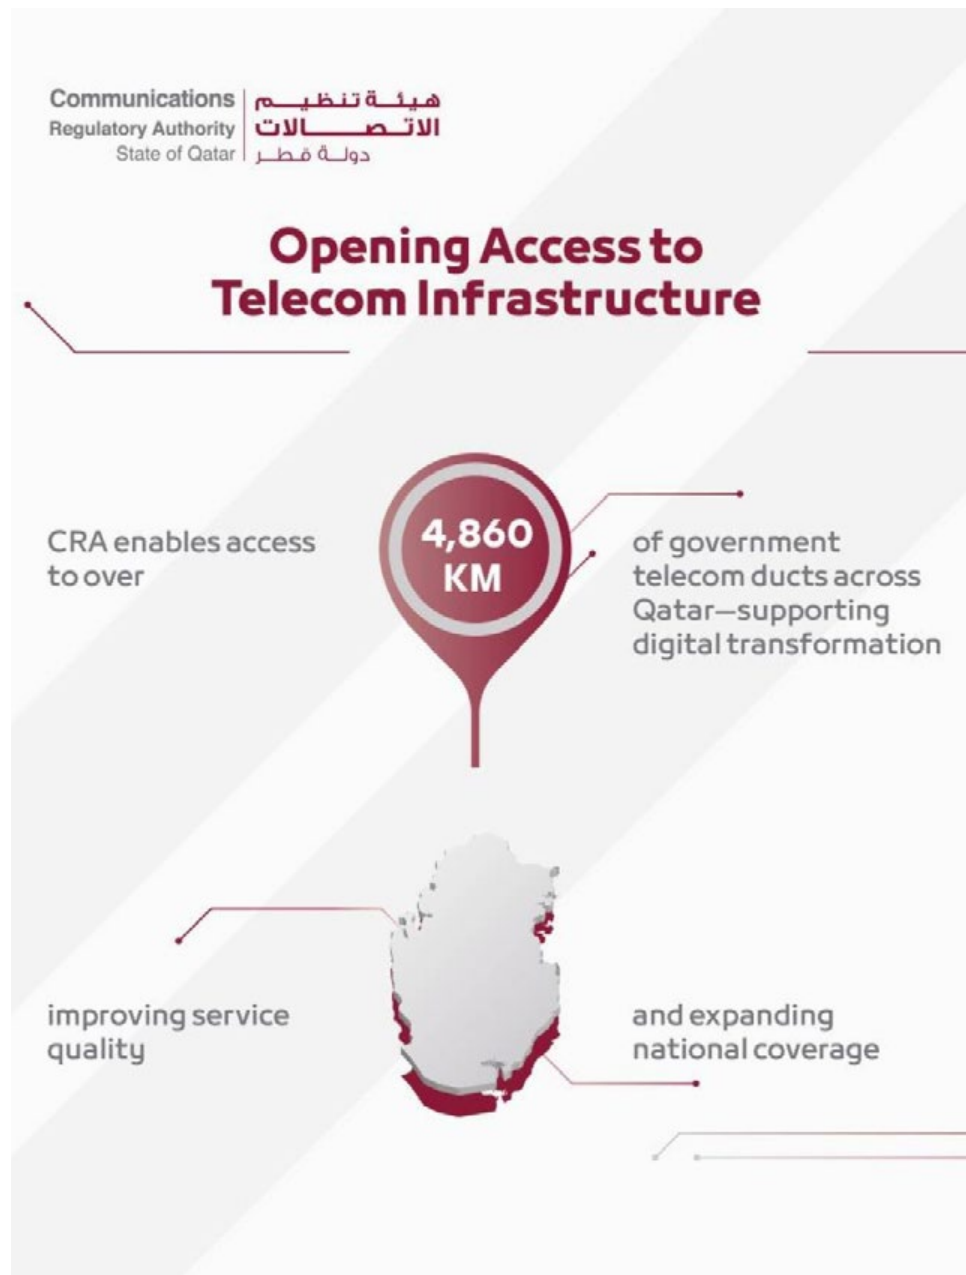 Communications
Regulatory Authority
State of Qatar
هيئة تنظيم
الاتصالات
دولة قطر
Opening Access to
Telecom Infrastructure
CRA enables access
to over
4,860
KM
of government
telecom ducts across
Qatar—supporting
digital transformation
improving service
quality
and expanding
national coverage